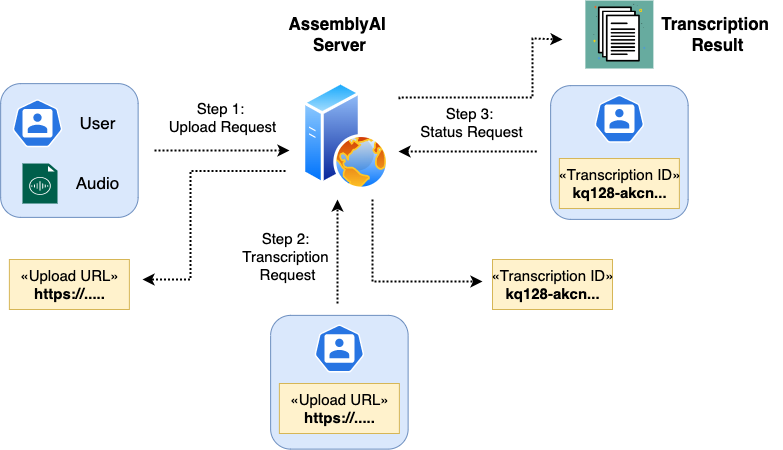 AssemblyAI
Server
Transcription
Result
Step 1:
Upload Request
Step 3:
Status Request
User
Audio
«Transcription ID»
kq128-akcn...
Step 2:
Transcription
Request
«Upload URL»
https://.....
«Transcription ID»
kq128-akcn...
«Upload URL»
https://.....